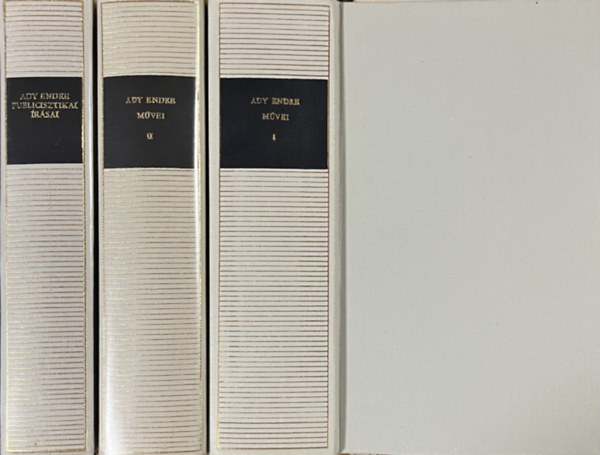 ADY ENDRE
PUBLICISZTIKAI
ÍRÁSAI
ADY ENDRE
MŰVEI
II
ADY ENDRE
MŰVEI
I